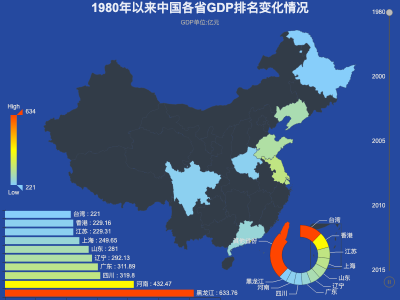 1980年以来中国各省GDP排名变化情况
GDP单位:亿元
1980
2000
2005
2010
2015
High
634
221
Low
台湾 : 221
香港 : 229.16
江苏 : 229.31
上海 : 249.65
山东 : 281
辽宁 : 292.13
广东 : 311.89
四川 : 319.8
河南 : 432.47
黑龙江 : 633.76
台湾
香港
江苏
上海
山东
辽宁
广东
四川
河南
黑龙江